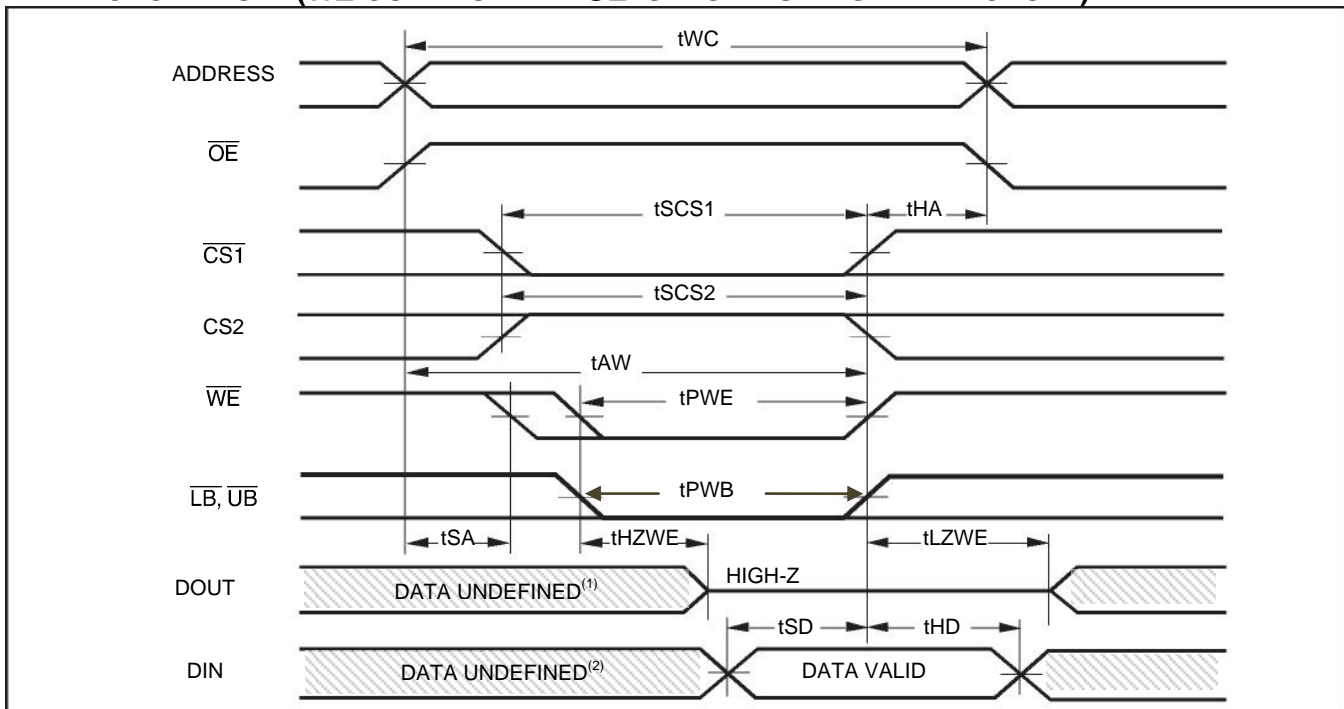 tWC
ADDRESS
OE
tSCS1
tHA
CS1
tSCS2
CS2
tAW
WE
tPWE
LB, UB
tPWB
tSA
tHZWE
tLZWE
DOUT
DATA UNDEFINED(1)
HIGH-Z
tSD
tHD
DIN
DATA UNDEFINED(2)
DATA VALID